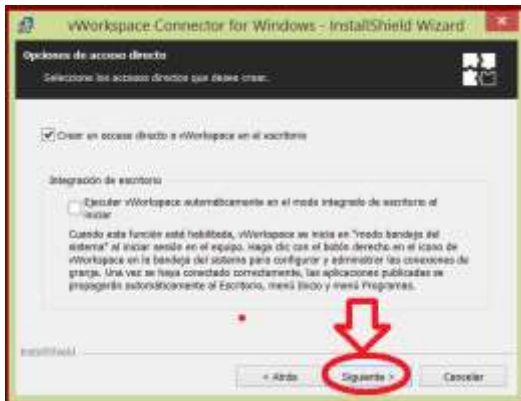 vWorkspace Connector for Windows - InstallShield Wizard
Opciones de acceso directo
Seleccione los accesos directos que desee crear.
Crear un acceso directo a vWorkspace en el escritorio
Integración de escritorio
Ejecutar vWorkspace automáticamente en el modo integrado de escritorio al
iniciar
Cuando esta función está habilitada, vWorkspace se inicia en "modo bandeja del
sistema" al iniciar sesión en el equipo. Haga clic con el botón derecho en el icono de
vWorkspace en la bandeja del sistema para configurar y administrar las conexiones de
granja. Una vez se haya conectado correctamente, las aplicaciones publicadas se
propagarán automáticamente al Escritorio, menú Inicio y menú Programas.
InstallShield
< Atrás
Siguiente >
Cancelar